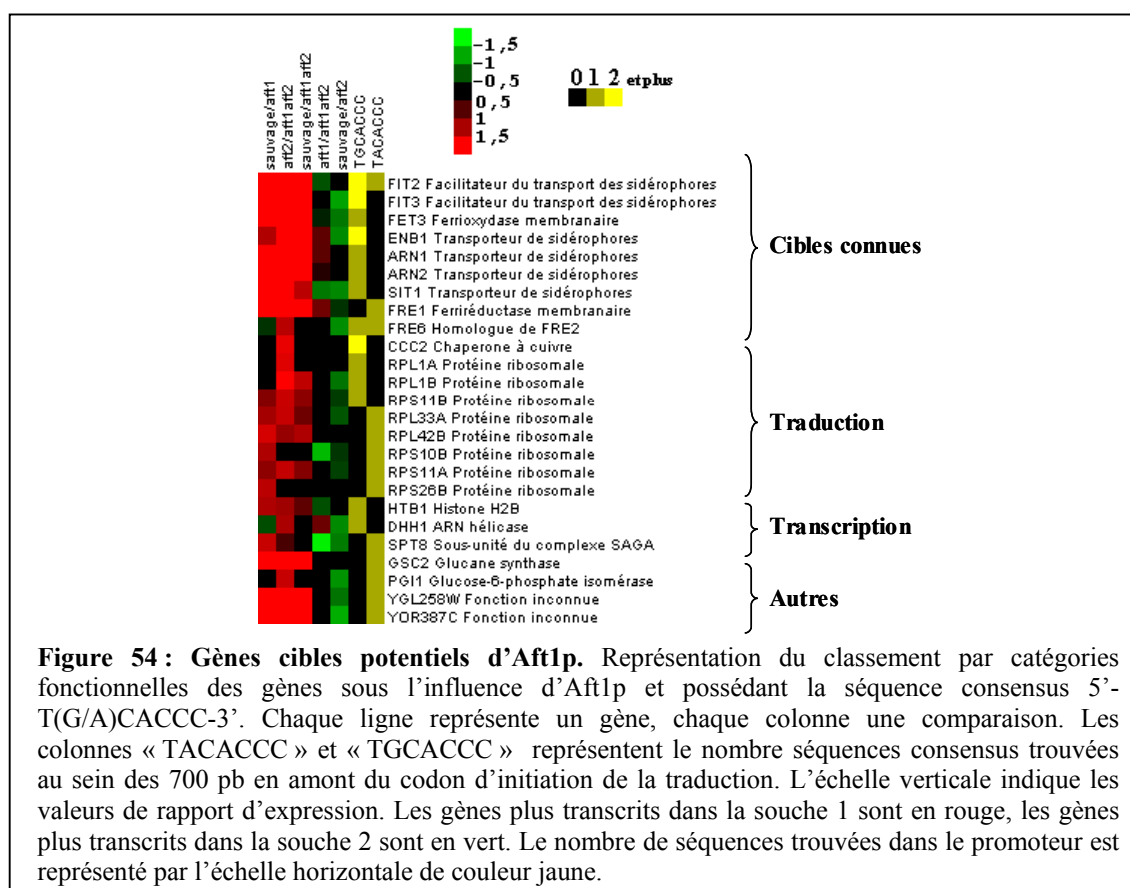 sauvage/aft1
aft2/aft1aft2
sauvage/aft1aft2
aft1/aft1aft2
sauvage/aft2
TGCACCC
TACACCC
-1,5
-1
-0,5
0,5
1
1,5
0 1 2 et plus
FIT2 Facilitateur du transport des sidérophores
FIT3 Facilitateur du transport des sidérophores
FET3 Ferrioxydase membranaire
ENB1 Transporteur de sidérophores
ARN1 Transporteur de sidérophores
ARN2 Transporteur de sidérophores
SIT1 Transporteur de sidérophores
FRE1 Ferriréductase membranaire
FRE6 Homologue de FRE2
CCC2 Chaperone à cuivre
RPL1A Protéine ribosomale
RPL1B Protéine ribosomale
RPS11B Protéine ribosomale
RPL33A Protéine ribosomale
RPL42B Protéine ribosomale
RPS10B Protéine ribosomale
RPS11A Protéine ribosomale
RPS26B Protéine ribosomale
HTB1 Histone H2B
DHH1 ARN hélicase
SPT8 Sous-unité du complexe SAGA
GSC2 Glucane synthase
PGI1 Glucose-6-phosphate isomérase
YGL258W Fonction inconnue
YOR387C Fonction inconnue
Cibles connues
Traduction
Transcription
Autres
Figure 54 : Gènes cibles potentiels d'Aft1p. Représentation du classement par catégories
fonctionnelles des gènes sous l'influence d'Aft1p et possédant la séquence consensus 5'-
T(G/A)CACCC-3'. Chaque ligne représente un gène, chaque colonne une comparaison. Les
colonnes « TACACCC » et « TGCACCC » représentent le nombre séquences consensus trouvées
au sein des 700 pb en amont du codon d'initiation de la traduction. L'échelle verticale indique les
valeurs de rapport d'expression. Les gènes plus transcrits dans la souche 1 sont en rouge, les gènes
plus transcrits dans la souche 2 sont en vert. Le nombre de séquences trouvées dans le promoteur est
représenté par l'échelle horizontale de couleur jaune.